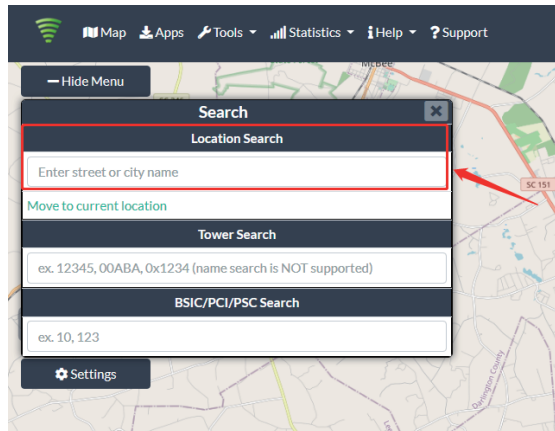 Map Apps Tools Statistics Help Support
McBee
Hide Menu
Search
Location Search
Enter street or city name
SC 151
Move to current location
Tower Search
ex. 12345, 00ABA, 0x1234 (name search is NOT supported)
BSIC/PCI/PSC Search
ex. 10, 123
Settings
Darlington County